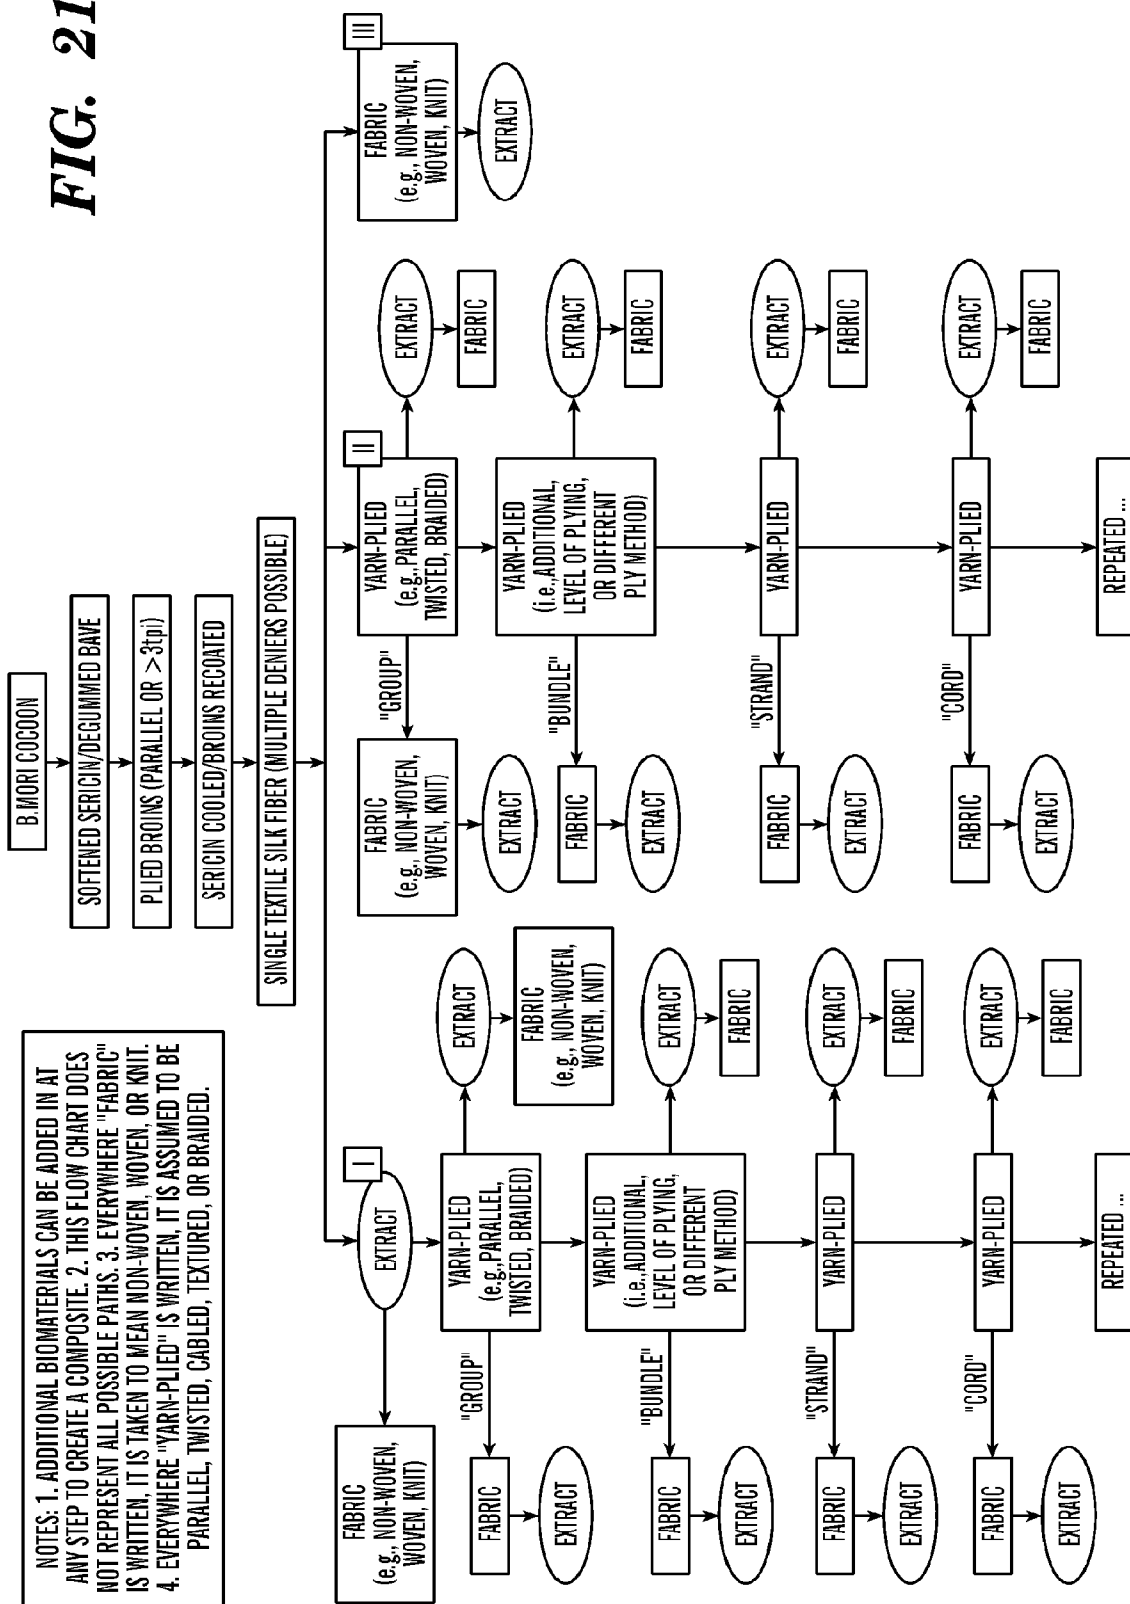 FIG. 21
NOTES: 1. ADDITIONAL BIOMATERIALS CAN BE ADDED IN AT
ANY STEP TO CREATE A COMPOSITE. 2. THIS FLOW CHART DOES
NOT REPRESENT ALL POSSIBLE PATHS. 3. EVERYWHERE "FABRIC"
IS WRITTEN, IT IS TAKEN TO MEAN NON-WOVEN, WOVEN, OR KNIT.
4. EVERYWHERE "YARN-PLIED" IS WRITTEN, IT IS ASSUMED TO BE
PARALLEL, TWISTED, CABLED, TEXTURED, OR BRAIDED.
B.MORI COCOON
SOFTENED SERICIN/DEGUMMED BAVE
PLIED BROINS (PARALLEL OR >3tpi)
SERICIN COOLED/BROINS RECOATED
SINGLE TEXTILE SILK FIBER (MULTIPLE DENIERS POSSIBLE)
I
EXTRACT
FABRIC
(e.g., NON-WOVEN,
WOVEN, KNIT)
YARN-PLIED
(e.g.,PARALLEL,
TWISTED, BRAIDED)
"GROUP"
FABRIC
EXTRACT
EXTRACT
FABRIC
(e.g., NON-WOVEN,
WOVEN, KNIT)
YARN-PLIED
(i.e.,ADDITIONAL,
LEVEL OF PLYING,
OR DIFFERENT
PLY METHOD)
"BUNDLE"
FABRIC
EXTRACT
EXTRACT
FABRIC
YARN-PLIED
"STRAND"
FABRIC
EXTRACT
EXTRACT
FABRIC
YARN-PLIED
"CORD"
FABRIC
EXTRACT
EXTRACT
FABRIC
REPEATED ...
II
YARN-PLIED
(e.g.,PARALLEL,
TWISTED, BRAIDED)
"GROUP"
FABRIC
(e.g., NON-WOVEN,
WOVEN, KNIT)
EXTRACT
EXTRACT
FABRIC
YARN-PLIED
(i.e.,ADDITIONAL,
LEVEL OF PLYING,
OR DIFFERENT
PLY METHOD)
"BUNDLE"
FABRIC
EXTRACT
EXTRACT
FABRIC
YARN-PLIED
"STRAND"
FABRIC
EXTRACT
EXTRACT
FABRIC
YARN-PLIED
"CORD"
FABRIC
EXTRACT
EXTRACT
FABRIC
REPEATED ...
III
FABRIC
(e.g., NON-WOVEN,
WOVEN, KNIT)
EXTRACT